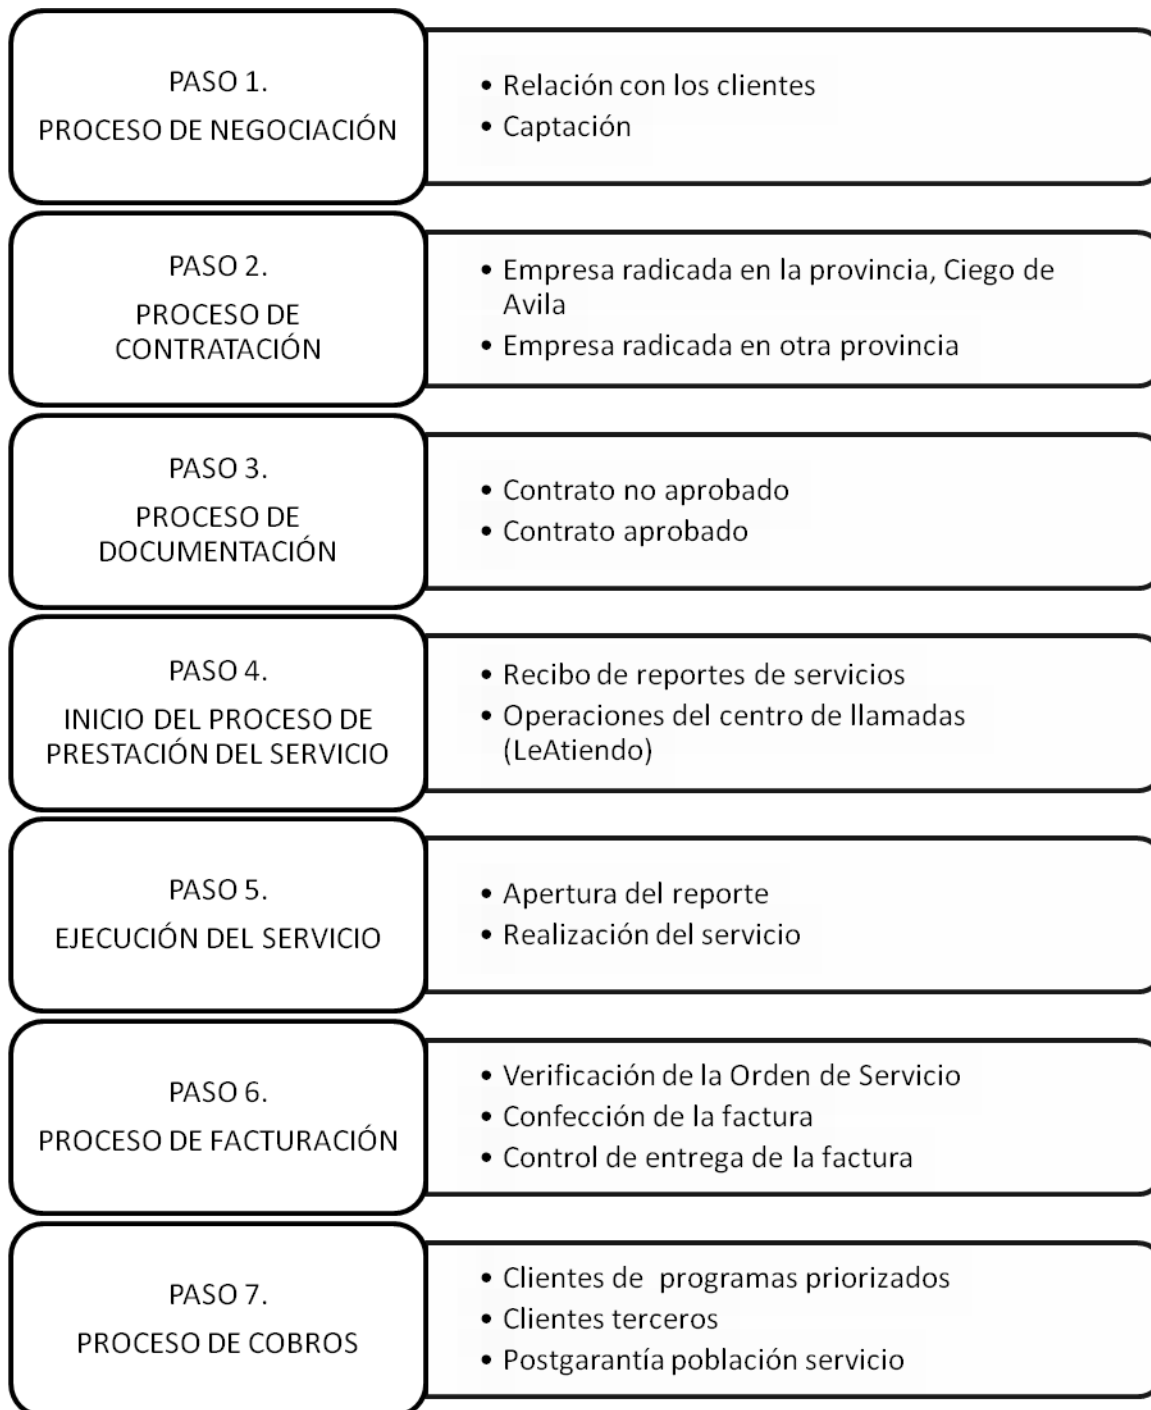 PASO 1.
PROCESO DE NEGOCIACIÓN
• Relación con los clientes
• Captación
PASO 2.
PROCESO DE
CONTRATACIÓN
• Empresa radicada en la provincia, Ciego de
Avila
• Empresa radicada en otra provincia
PASO 3.
PROCESO DE
DOCUMENTACIÓN
• Contrato no aprobado
• Contrato aprobado
PASO 4.
INICIO DEL PROCESO DE
PRESTACIÓN DEL SERVICIO
• Recibo de reportes de servicios
• Operaciones del centro de llamadas
(LeAtiendo)
PASO 5.
EJECUCIÓN DEL SERVICIO
• Apertura del reporte
• Realización del servicio
PASO 6.
PROCESO DE FACTURACIÓN
• Verificación de la Orden de Servicio
• Confección de la factura
• Control de entrega de la factura
PASO 7.
PROCESO DE COBROS
• Clientes de  programas priorizados
• Clientes terceros
• Postgarantía población servicio